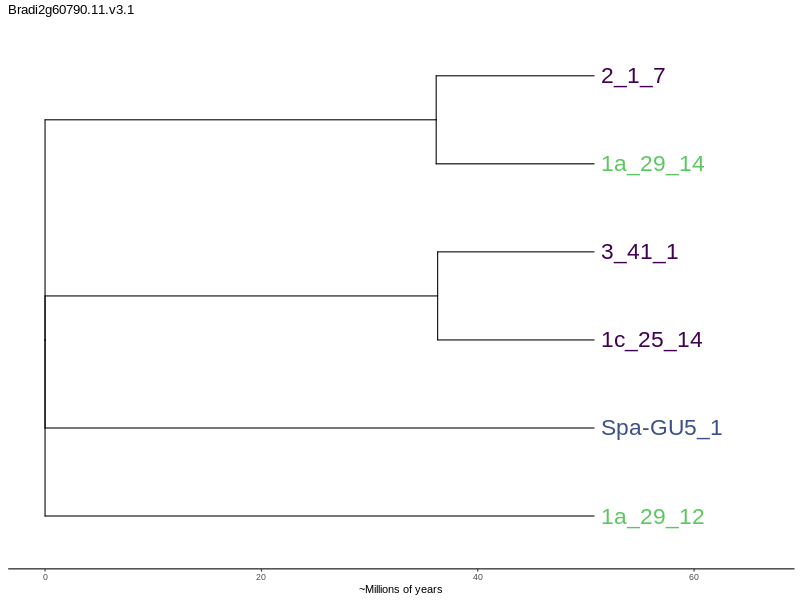 Bradi2g60790.11.v3.1
2_1_7
1a_29_14
3_41_1
1c_25_14
Spa-GU5_1
1a_29_12
0 20 40 60
~Millions of years